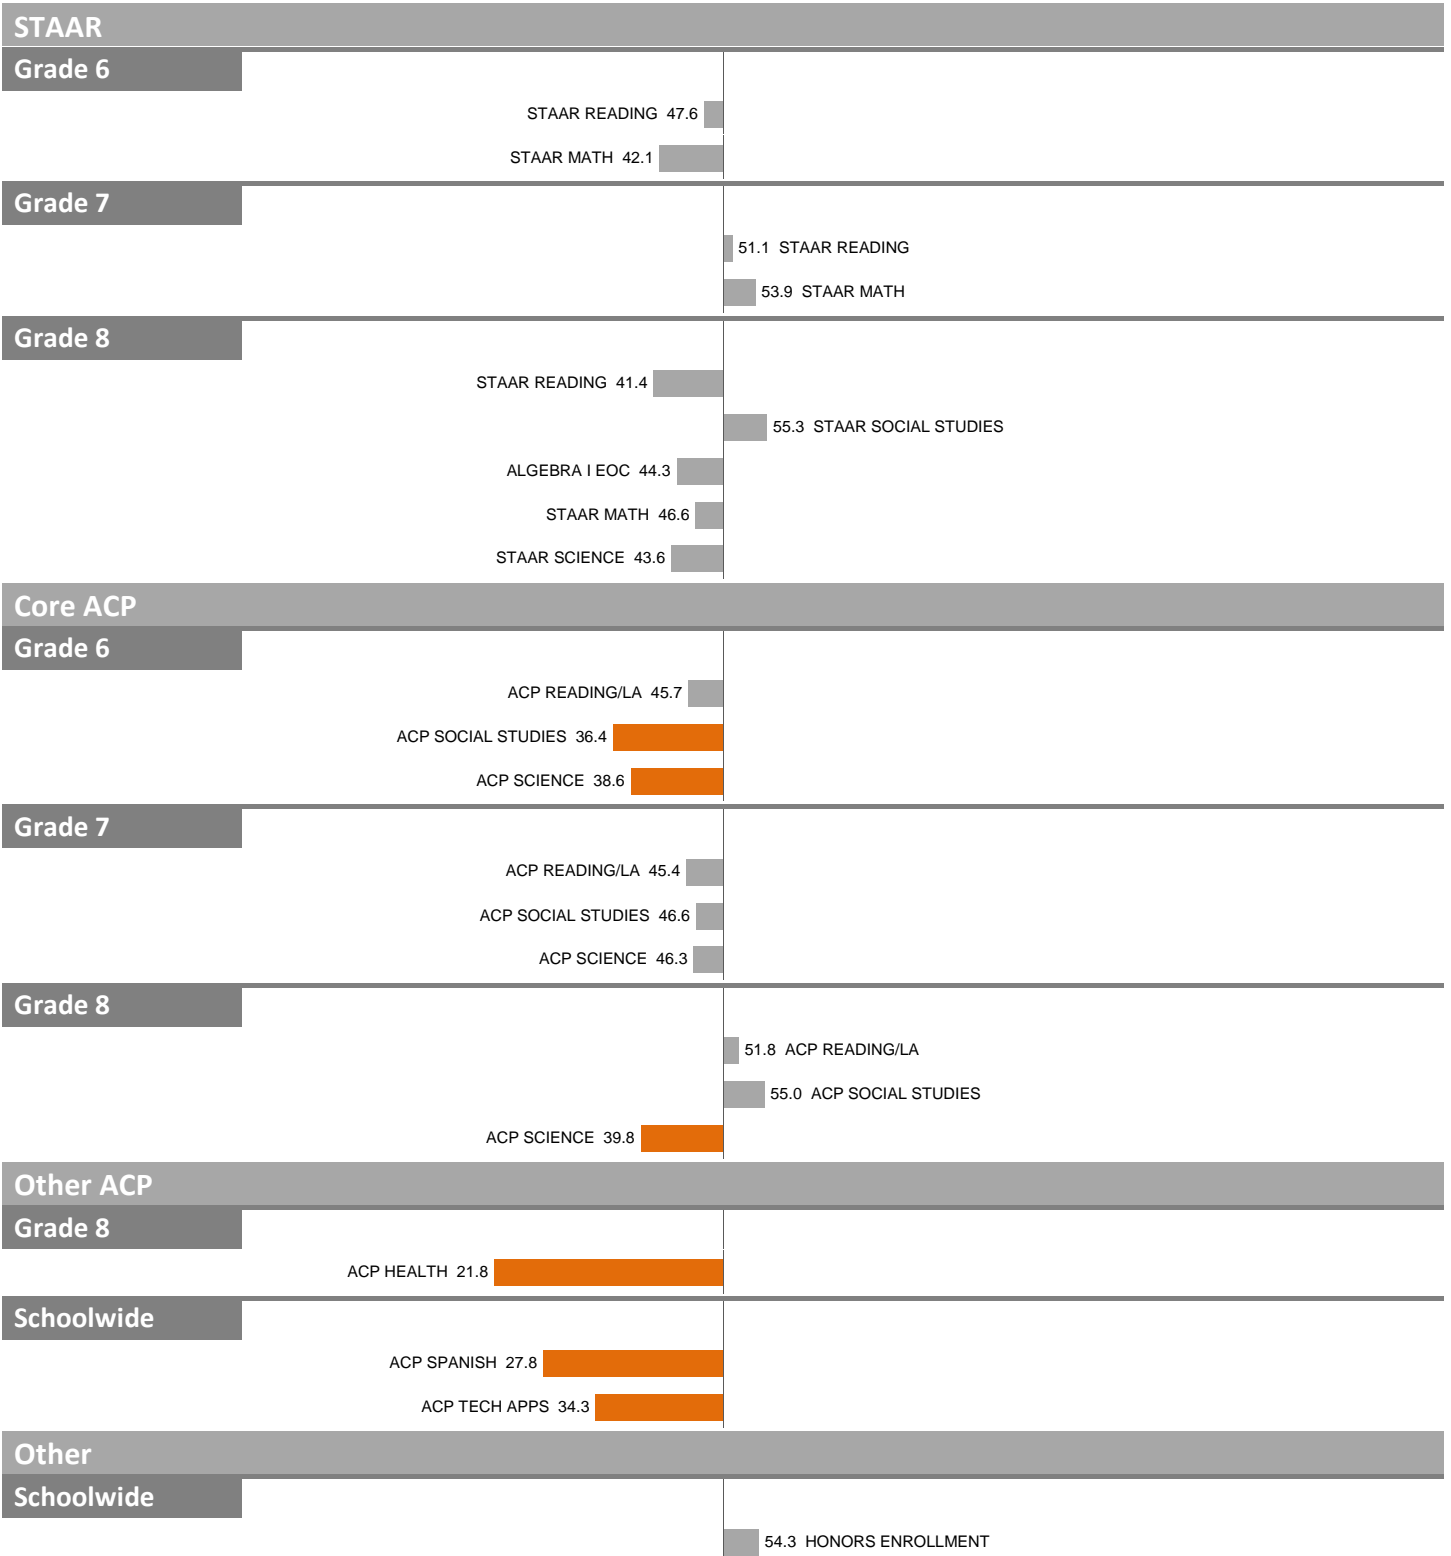 STAAR
Grade 6
STAAR READING 47.6
STAAR MATH 42.1
Grade 7
51.1 STAAR READING
53.9 STAAR MATH
Grade 8
STAAR READING 41.4
55.3 STAAR SOCIAL STUDIES
ALGEBRA I EOC 44.3
STAAR MATH 46.6
STAAR SCIENCE 43.6
Core ACP
Grade 6
ACP READING/LA 45.7
ACP SOCIAL STUDIES 36.4
ACP SCIENCE 38.6
Grade 7
ACP READING/LA 45.4
ACP SOCIAL STUDIES 46.6
ACP SCIENCE 46.3
Grade 8
51.8 ACP READING/LA
55.0 ACP SOCIAL STUDIES
ACP SCIENCE 39.8
Other ACP
Grade 8
ACP HEALTH 21.8
Schoolwide
ACP SPANISH 27.8
ACP TECH APPS 34.3
Other
Schoolwide
54.3 HONORS ENROLLMENT